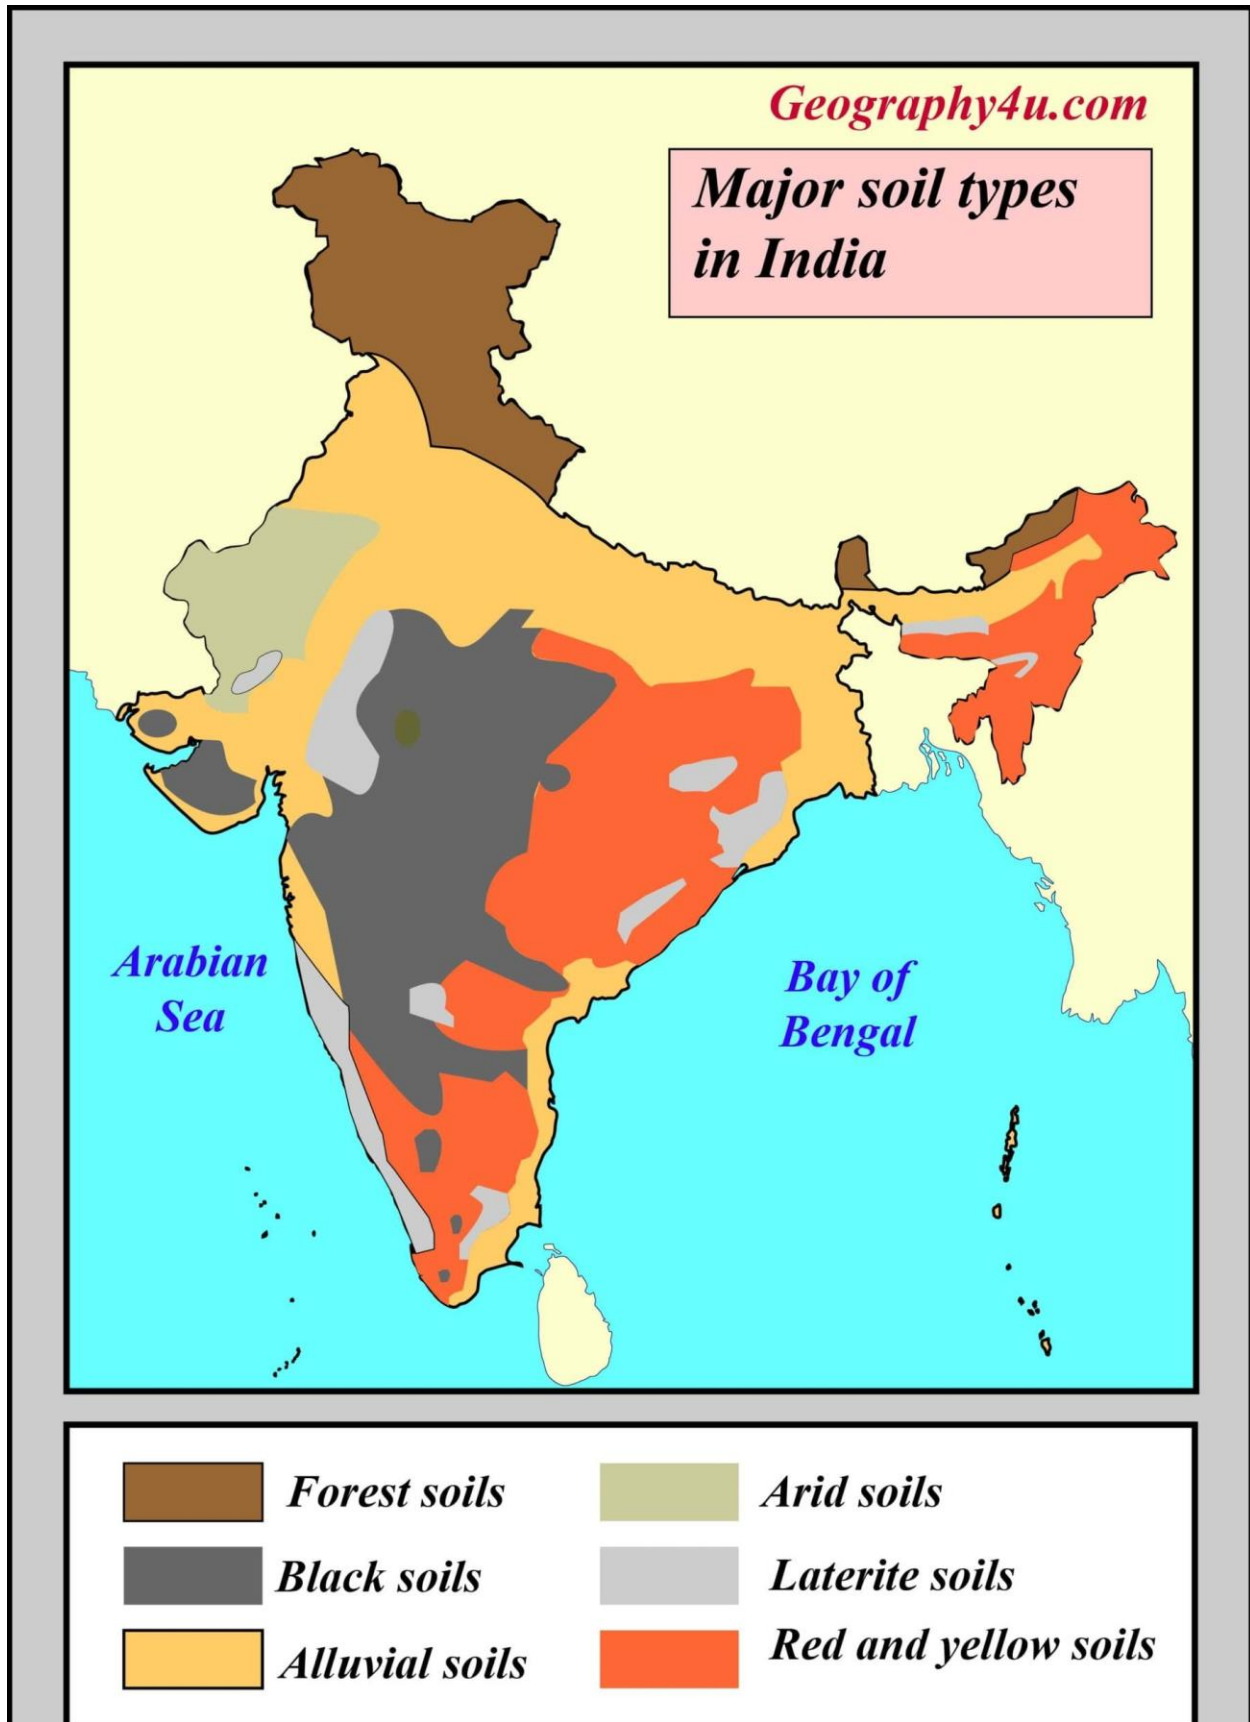 Geography4u.com
Major soil types
in India
Arabian
Sea
Bay of
Bengal
Forest soils
Arid soils
Black soils
Laterite soils
Alluvial soils
Red and yellow soils